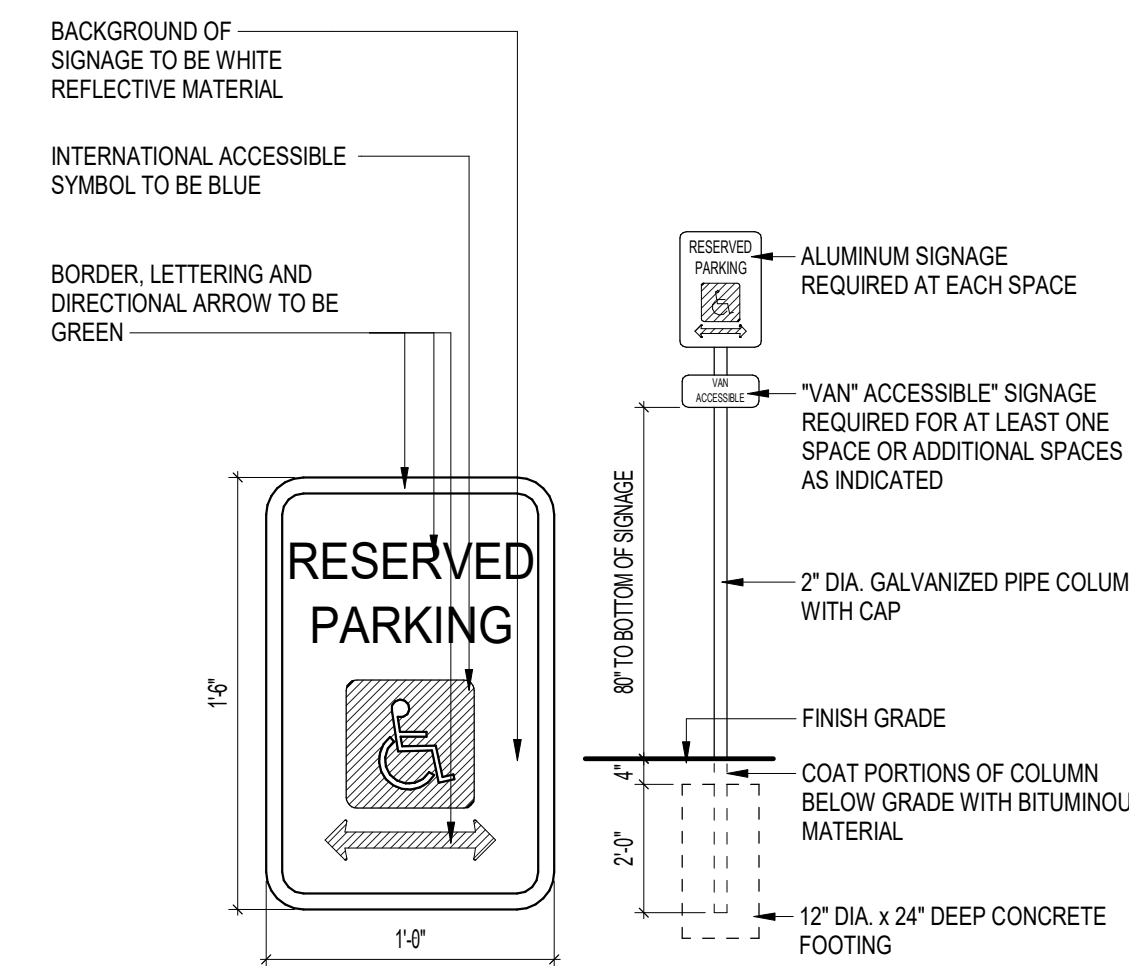 BACKGROUND OF
SIGNAGE TO BE WHITE
REFLECTIVE MATERIAL
INTERNATIONAL ACCESSIBLE
SYMBOL TO BE BLUE
BORDER, LETTERING AND
DIRECTIONAL ARROW TO BE
GREEN
RESERVED
PARKING
1'-6"
1'-0"
RESERVED
PARKING
VAN
ACCESSIBLE
ALUMINUM SIGNAGE
REQUIRED AT EACH SPACE
"VAN" ACCESSIBLE" SIGNAGE
REQUIRED FOR AT LEAST ONE
SPACE OR ADDITIONAL SPACES
AS INDICATED
80" TO BOTTOM OF SIGNAGE
2" DIA. GALVANIZED PIPE COLUM
WITH CAP
FINISH GRADE
4"
COAT PORTIONS OF COLUMN
BELOW GRADE WITH BITUMINOU
MATERIAL
2'-0"
12" DIA. x 24" DEEP CONCRETE
FOOTING